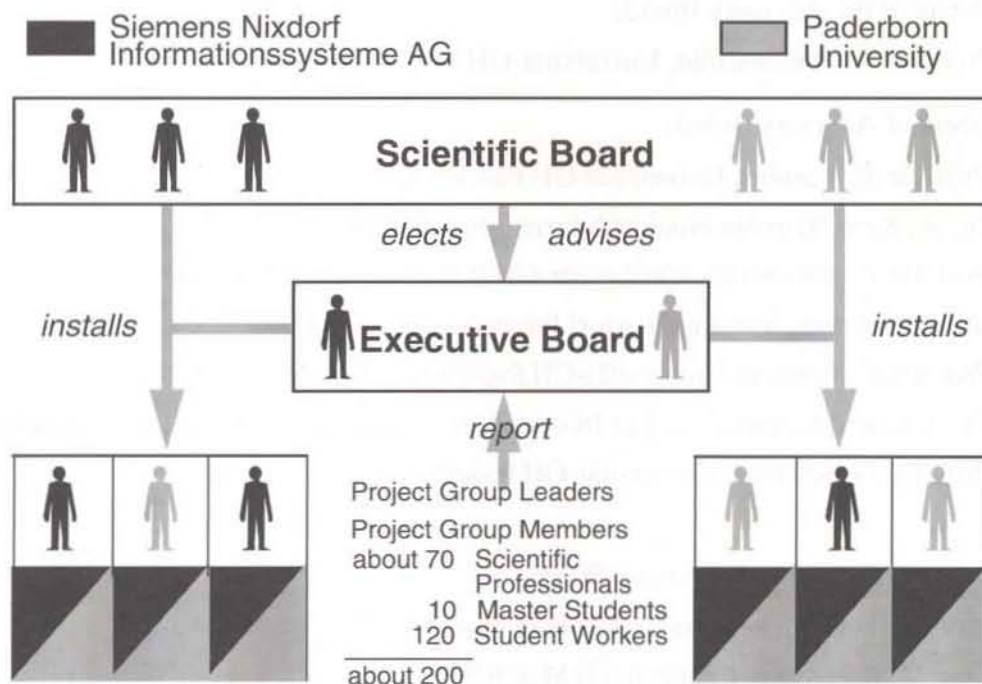 Siemens Nixdorf
Informationssysteme AG
Paderborn
University
Scientific Board
elects
advises
installs
Executive Board
installs
report
Project Group Leaders
Project Group Members
about 70 Scientific
Professionals
10 Master Students
120 Student Workers
about 200